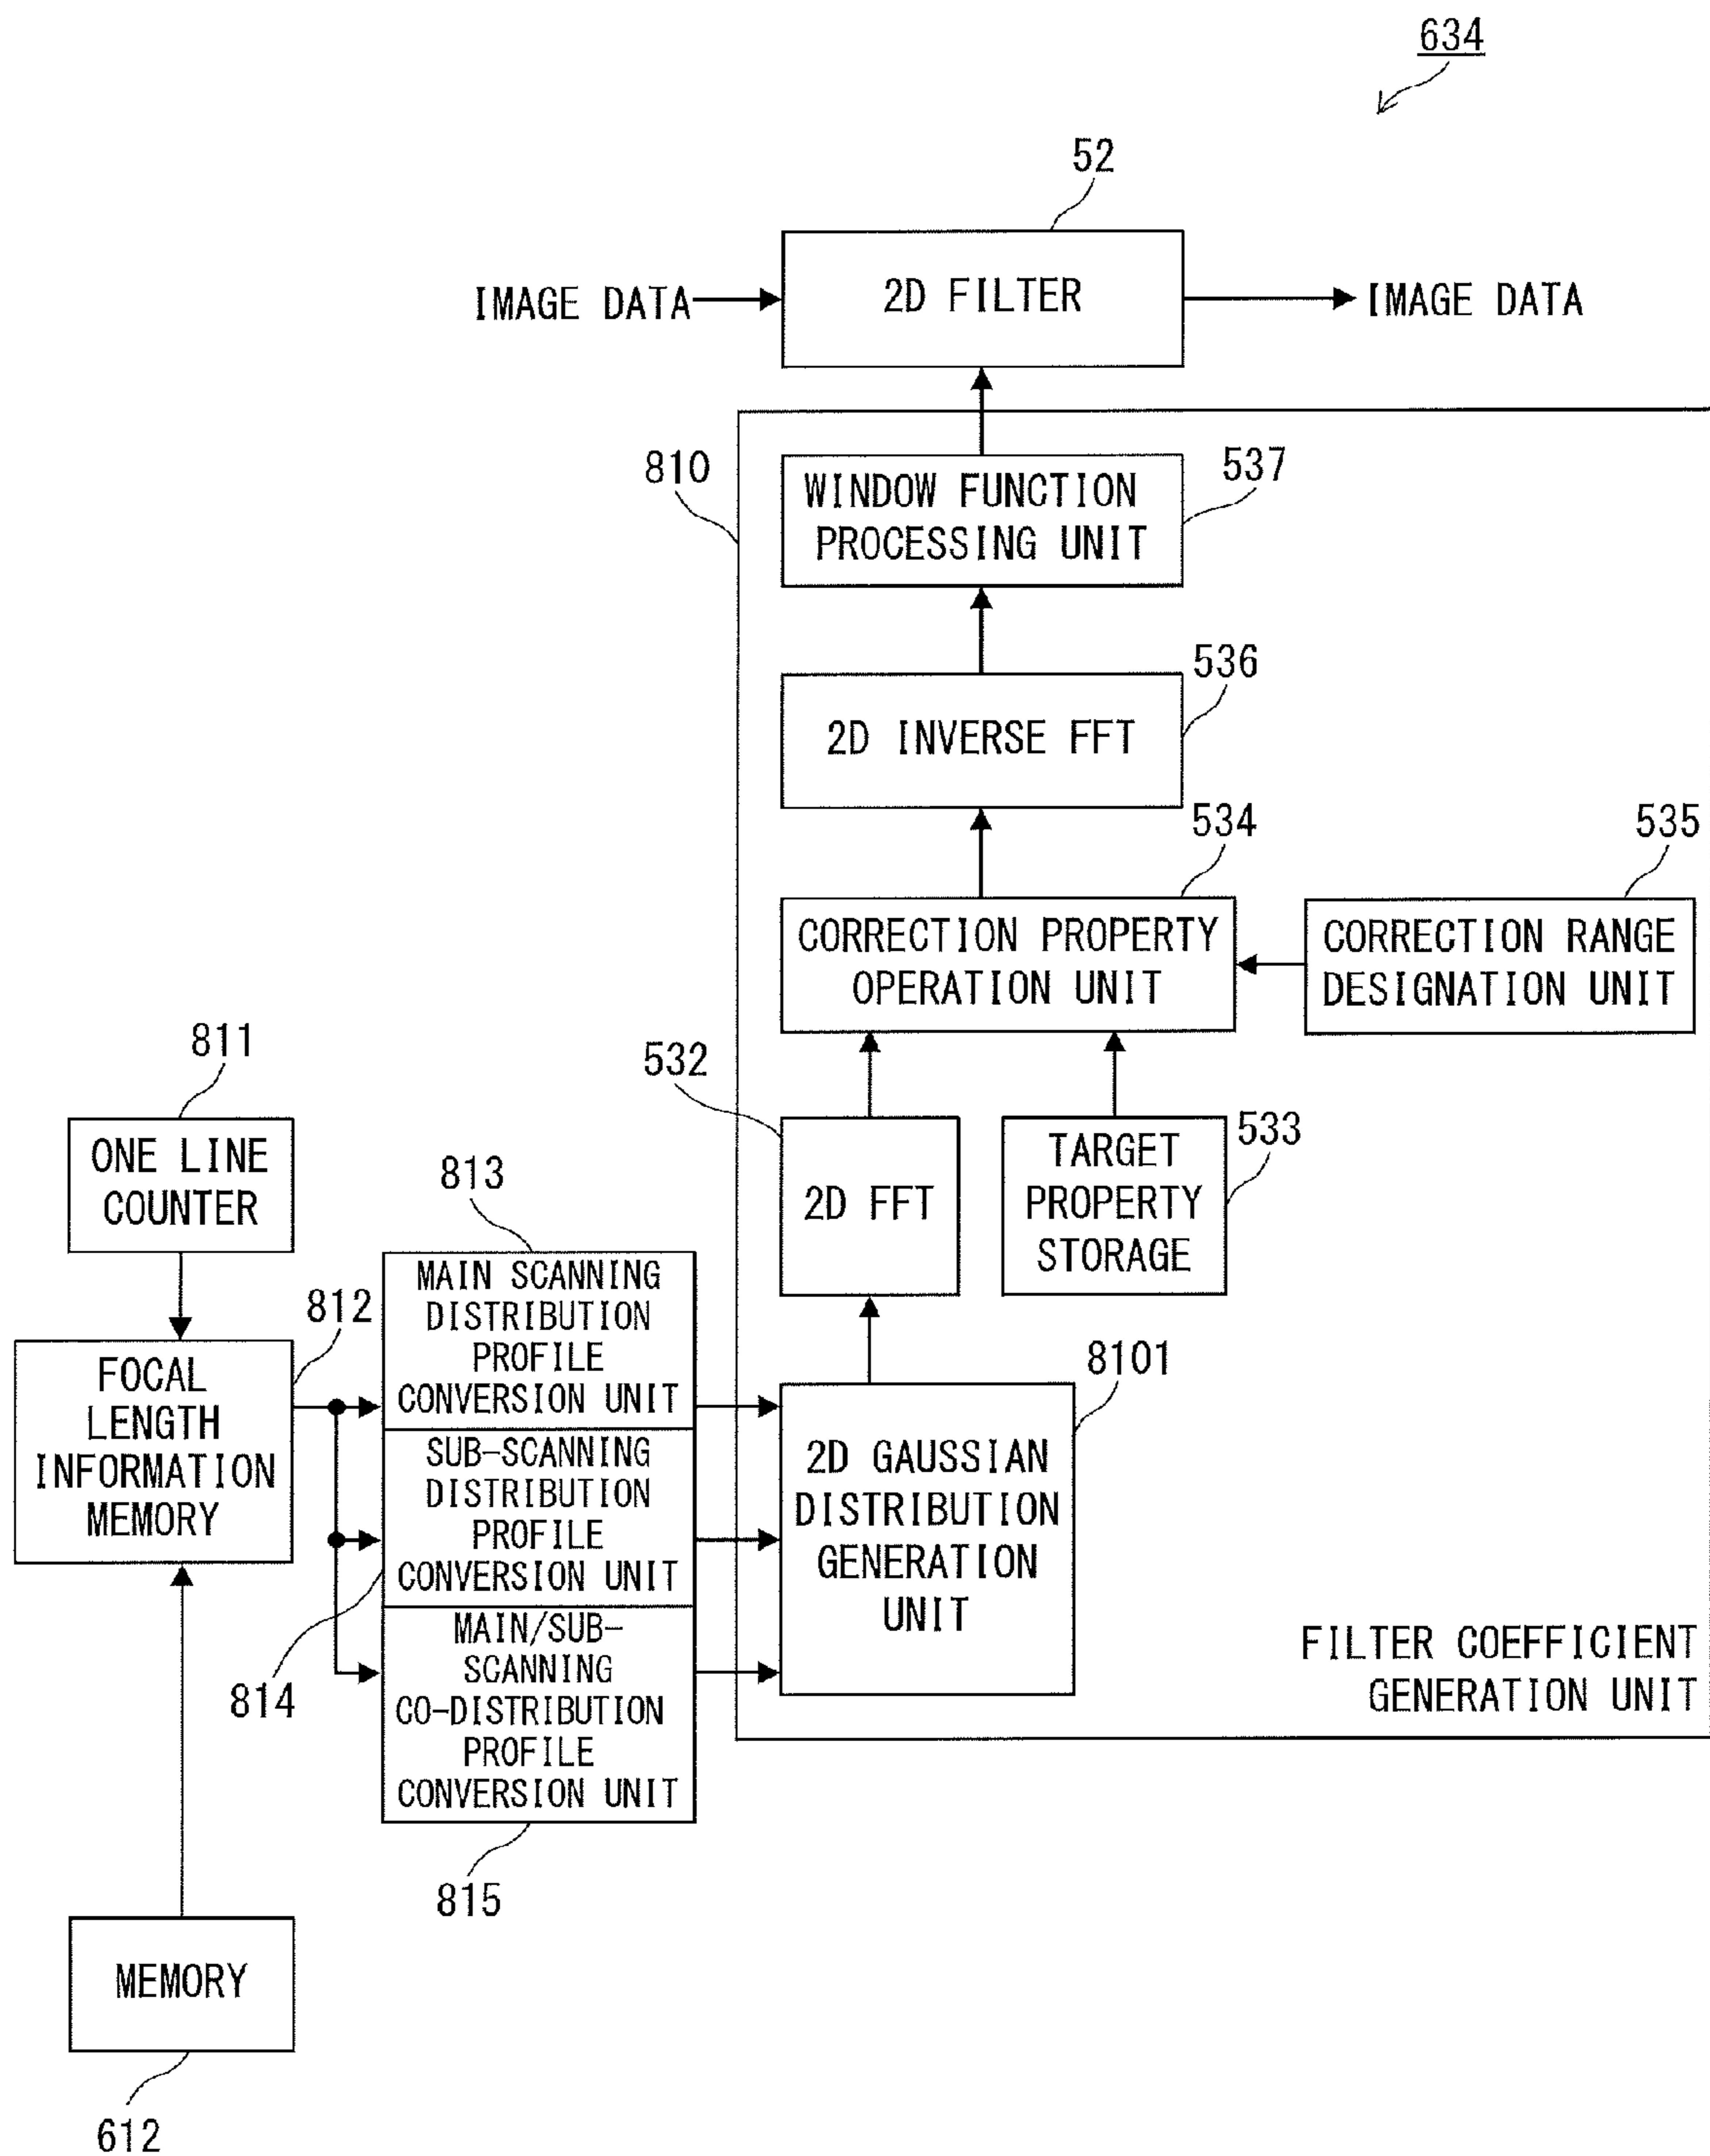 634
52
IMAGE DATA
2D FILTER
IMAGE DATA
810
537
WINDOW FUNCTION
PROCESSING UNIT
536
2D INVERSE FFT
534
535
CORRECTION PROPERTY
OPERATION UNIT
CORRECTION RANGE
DESIGNATION UNIT
811
532
533
ONE LINE
COUNTER
2D FFT
TARGET
PROPERTY
STORAGE
813
812
MAIN SCANNING
DISTRIBUTION
PROFILE
CONVERSION UNIT
8101
FOCAL
LENGTH
INFORMATION
MEMORY
SUB-SCANNING
DISTRIBUTION
PROFILE
CONVERSION UNIT
2D GAUSSIAN
DISTRIBUTION
GENERATION
UNIT
814
MAIN/SUB-
SCANNING
CO-DISTRIBUTION
PROFILE
CONVERSION UNIT
FILTER COEFFICIENT
GENERATION UNIT
815
MEMORY
612